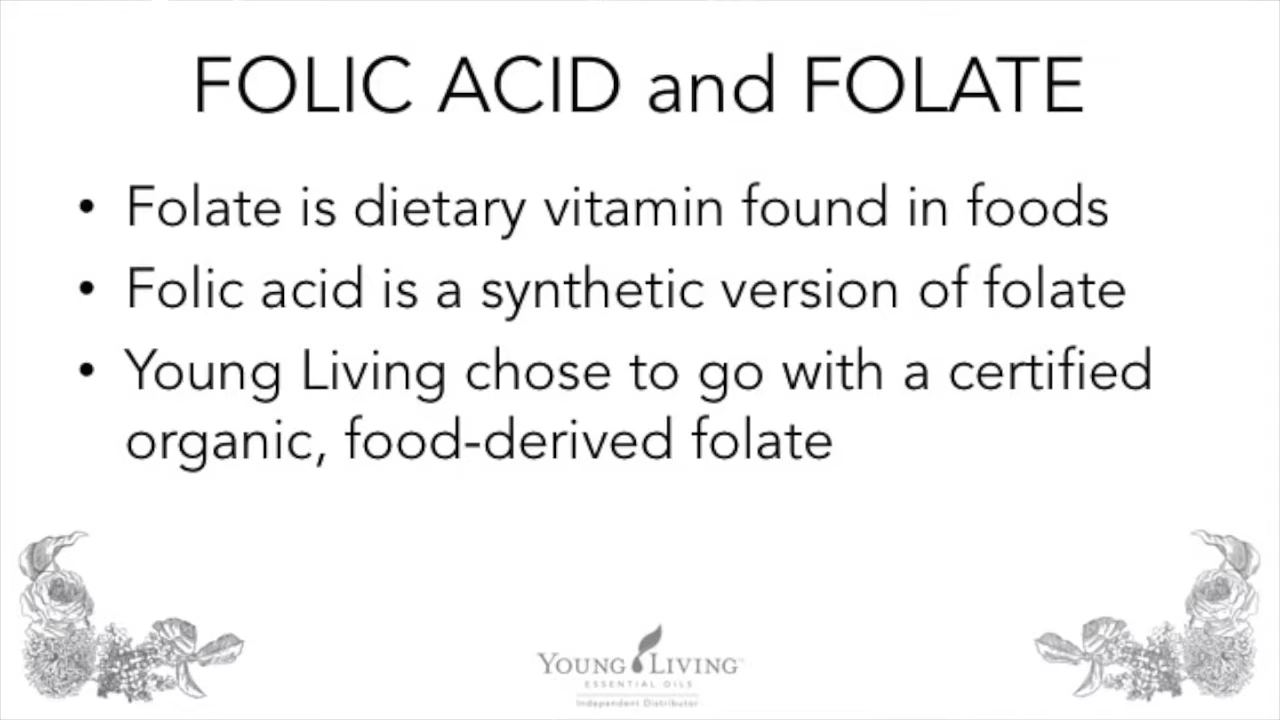 FOLIC ACID and FOLATE
• Folate is dietary vitamin found in foods
• Folic acid is a synthetic version of folate
• Young Living chose to go with a certified
organic, food-derived folate
YOUNG LIVING™
ESSENTIAL OILS
Independent Distributor